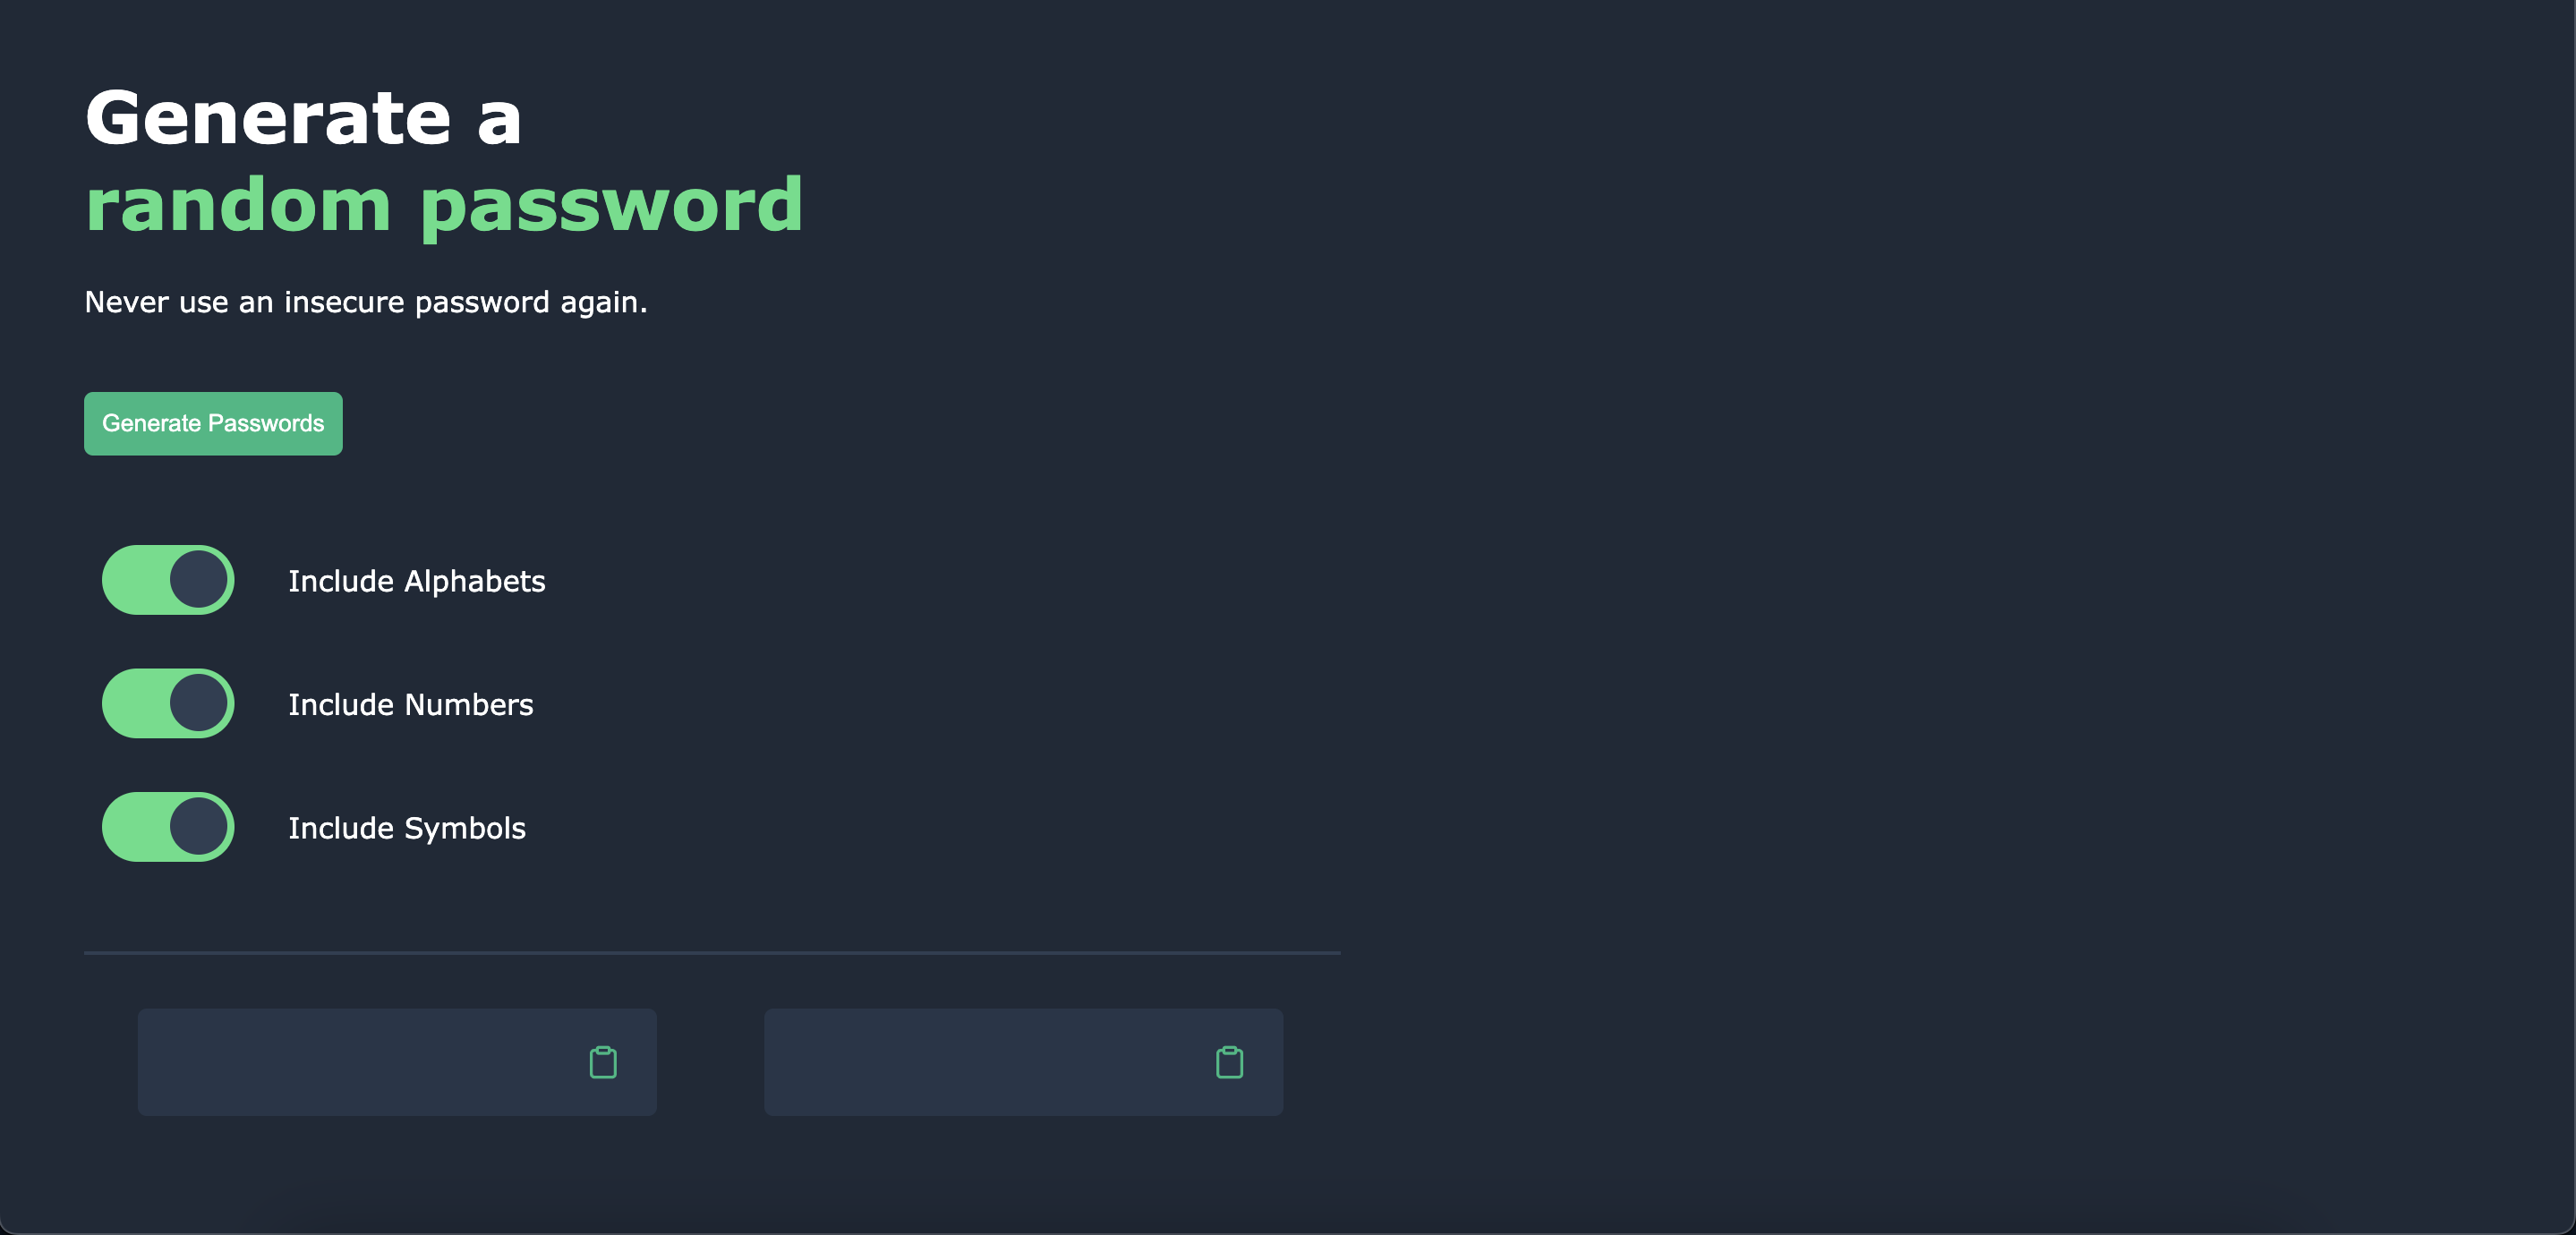 Generate a
random password
Never use an insecure password again.
Generate Passwords
Include Alphabets
Include Numbers
Include Symbols